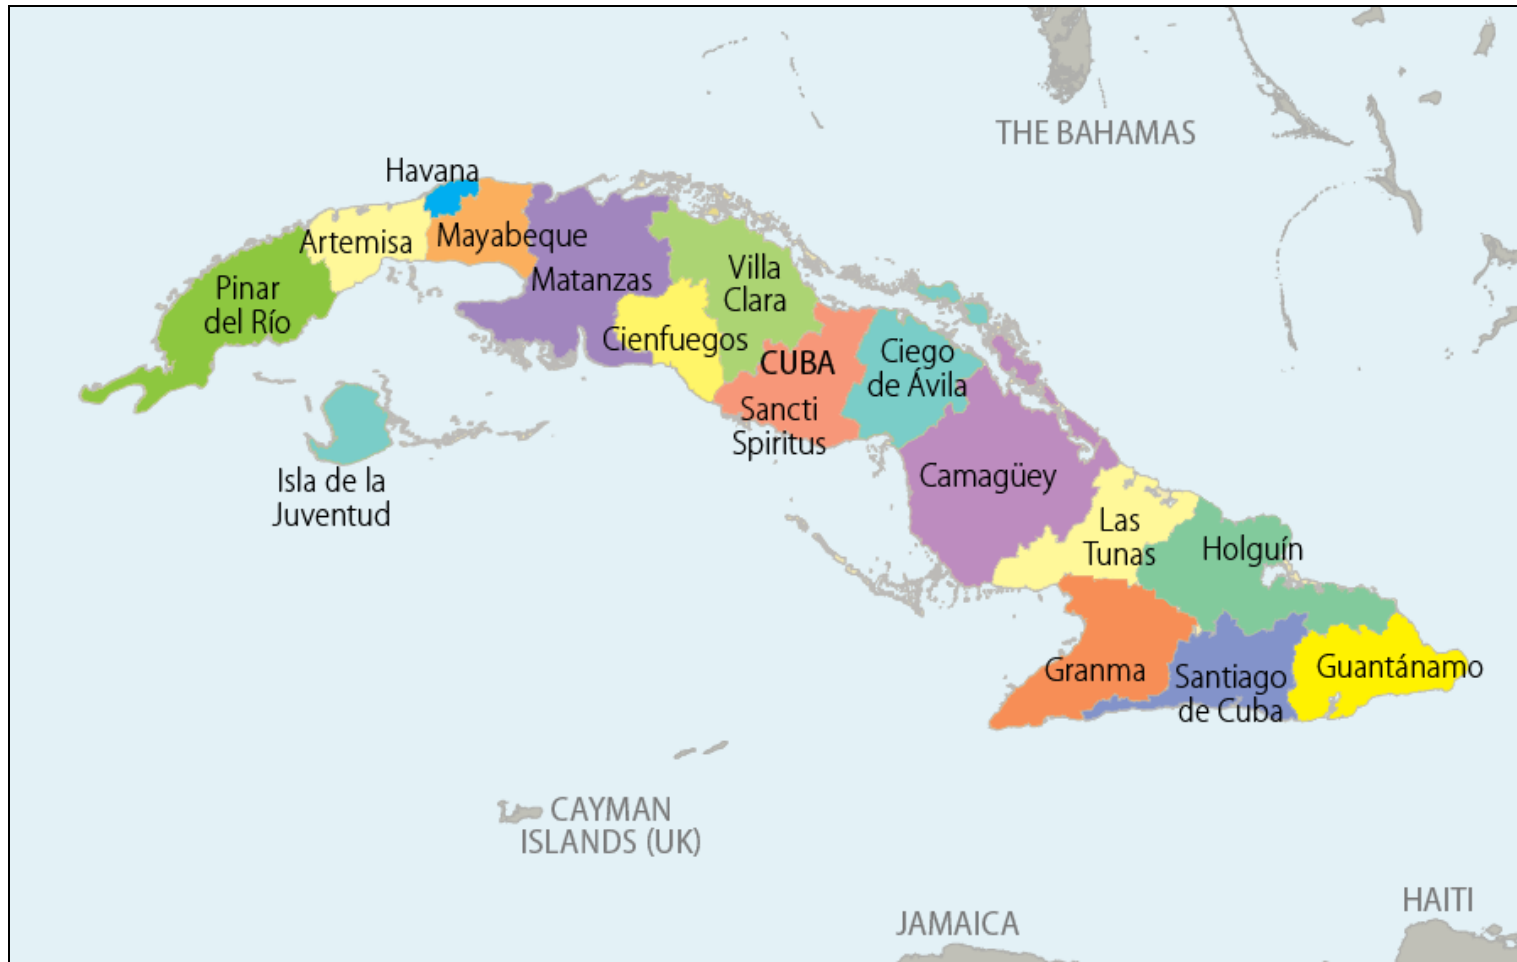 THE BAHAMAS
Havana
Artemisa
Mayabeque
Matanzas
Pinar
del Río
Villa
Clara
Cienfuegos
CUBA
Ciego
de Ávila
Sancti
Spiritus
Isla de la
Juventud
Camagüey
Las
Tunas
Holguín
Granma
Santiago
de Cuba
Guantánamo
CAYMAN
ISLANDS (UK)
JAMAICA
HAITI